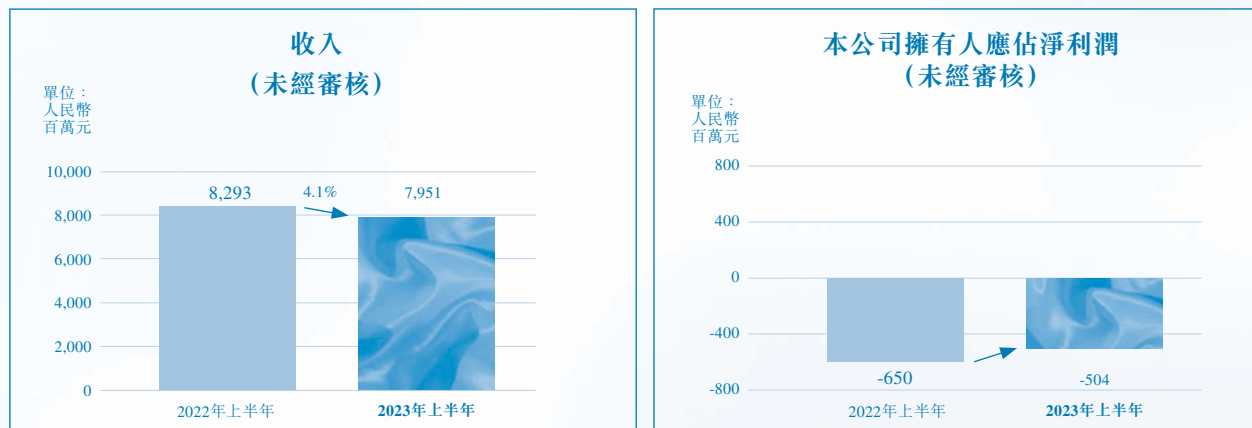 收入
(未經審核)
單位：
人民幣
百萬元
10,000
8,000
6,000
4,000
2,000
0
8,293
4.1%
7,951
2022年上半年
2023年上半年
本公司擁有人應佔淨利潤
(未經審核)
單位：
人民幣
百萬元
800
400
0
-400
-800
-650
-504
2022年上半年
2023年上半年